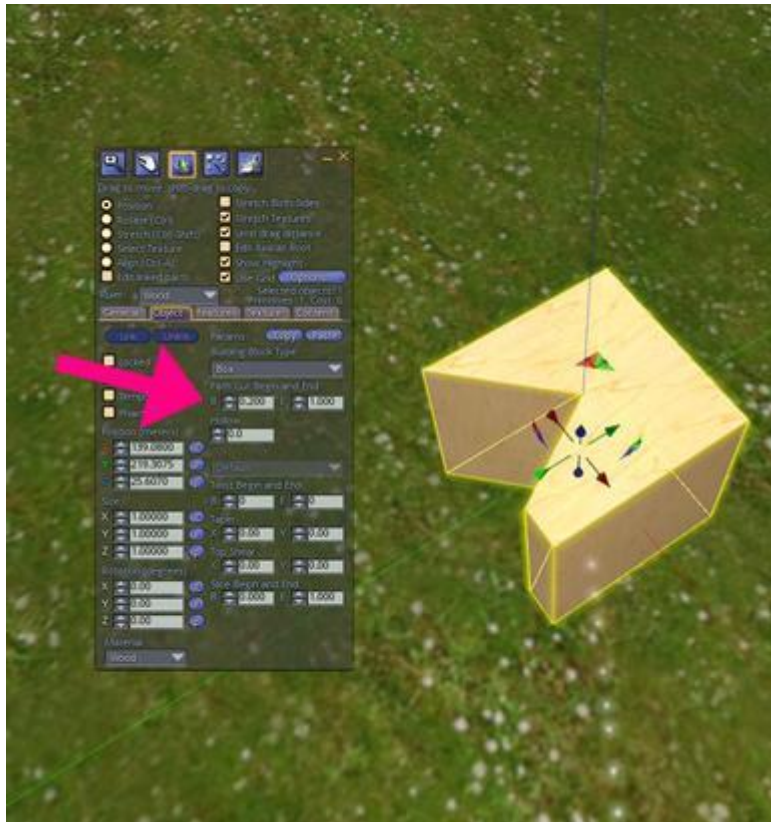 Drag to move, shift-drag to copy
Position
Rotate (Ctrl)
Stretch (Ctrl-Shift)
Select Texture
Align (Ctrl-A)
Edit linked parts
Stretch Both Sides
Stretch Textures
Limit drag distance
Edit Avatar Root
Show Highlight
Use Grid
Options...
Ruler: World
Selected objects: 1
Primitives: 1, Cost: 0
General Object Features Texture Content
Link Unlink
Params: Copy Paste
Locked
Building Block Type
Box
Path Cut Begin and End
B 0.200 E 1.000
Hollow
0.0
Position (meters)
X 139.0800
Y 219.3075
Z 25.6070
Twist Begin and End
B 0 E 0
Size
X 1.00000
Y 1.00000
Z 1.00000
Taper
X 0.00 Y 0.00
Top Shear
X 0.00 Y 0.00
Rotation (degrees)
X 0.00
Y 0.00
Z 0.00
Slice Begin and End
B 0.000 E 1.000
Material
Wood